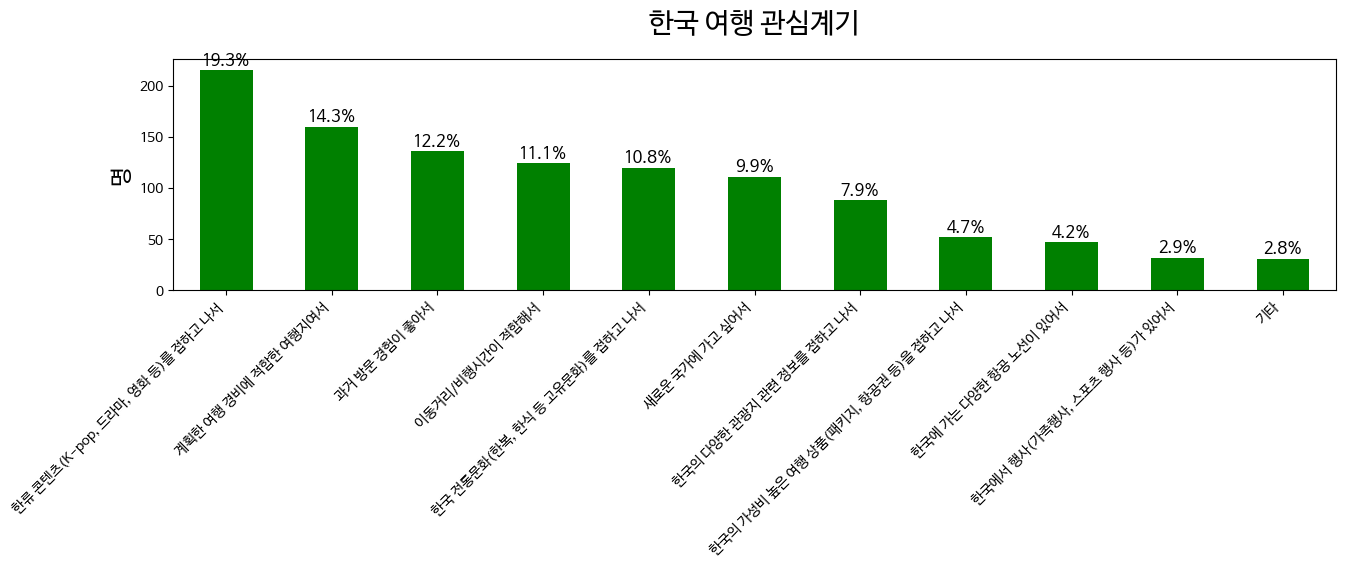 한국 여행 관심계기
명
200
150
100
50
0
19.3%
14.3%
12.2%
11.1%
10.8%
9.9%
7.9%
4.7%
4.2%
2.9%
2.8%
한류 콘텐츠(K-pop, 드라마, 영화 등)를 접하고 나서
계획한 여행 경비에 적합한 여행지여서
과거 방문 경험이 좋아서
이동거리/비행시간이 적합해서
한국 전통문화(한복, 한식 등 고유문화)를 접하고 나서
새로운 국가에 가고 싶어서
한국의 다양한 관광지 관련 정보를 접하고 나서
한국의 가성비 높은 여행 상품(패키지, 항공권 등)을 접하고 나서
한국에 가는 다양한 항공 노선이 있어서
한국에서 행사(가족행사, 스포츠 행사 등)가 있어서
기타